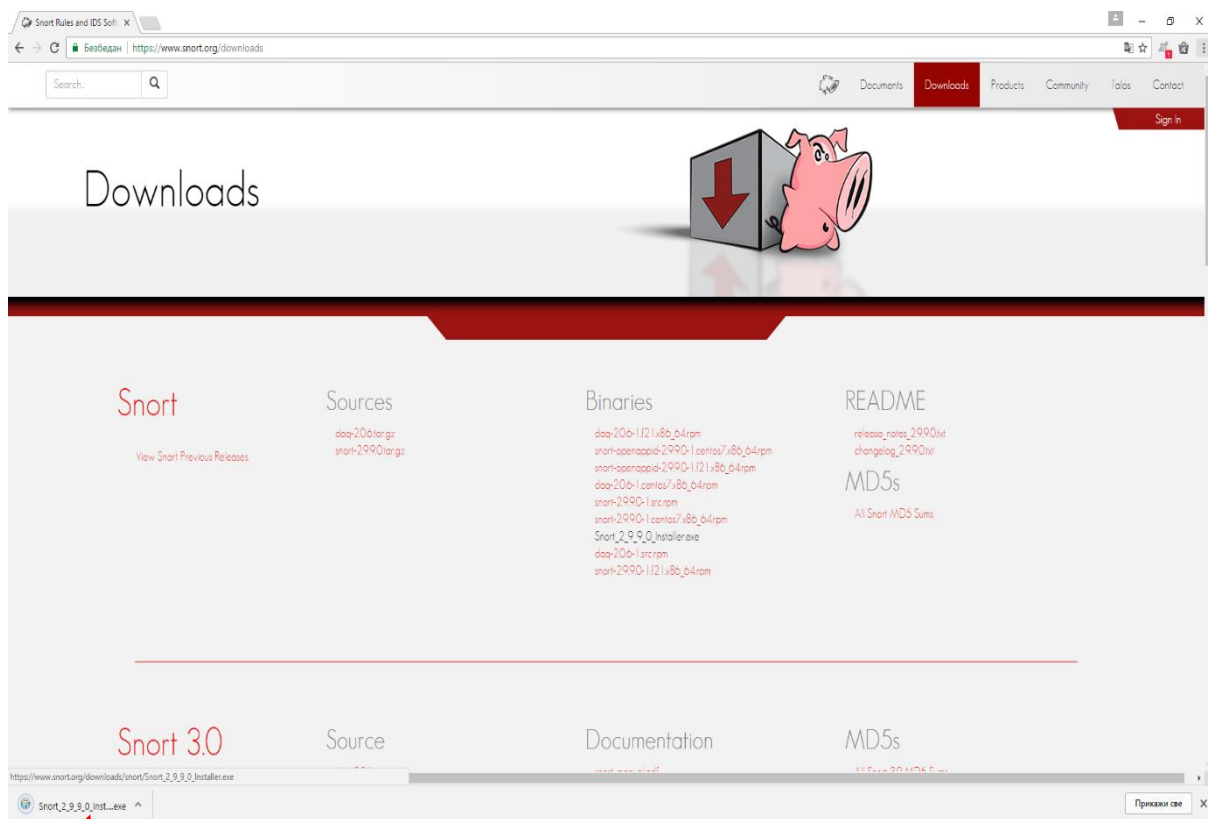 Snort Rules and IDS Soft
Безбедан | https://www.snort.org/downloads
Search..
Documents
Downloads
Products
Community
Talos
Contact
Sign In
Downloads
Snort
View Snort Previous Releases
Sources
daq-2.0.6.tar.gz
snort-2.9.9.0.tar.gz
Binaries
daq-2.0.6-1.f21.x86_64.rpm
snort-openappid-2.9.9.0-1.centos7.x86_64.rpm
snort-openappid-2.9.9.0-1.f21.x86_64.rpm
daq-2.0.6-1.centos7.x86_64.rpm
snort-2.9.9.0-1.src.rpm
snort-2.9.9.0-1.centos7.x86_64.rpm
Snort_2_9_9_0_Installer.exe
daq-2.0.6-1.src.rpm
snort-2.9.9.0-1.f21.x86_64.rpm
README
release_notes_2.9.9.0.txt
changelog_2.9.9.0.txt
MD5s
All Snort MD5 Sums
Snort 3.0
Source
Documentation
MD5s
https://www.snort.org/downloads/snort/Snort_2_9_9_0_Installer.exe
Snort_2_9_9_0_Inst....exe
Прикажи све